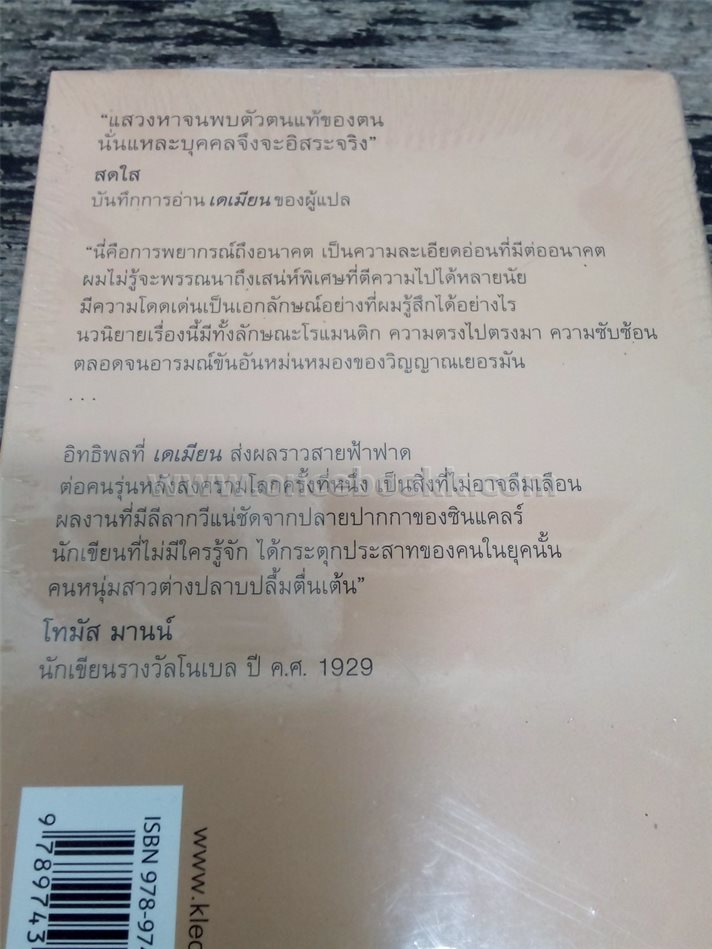 “แสวงหาจนพบตัวตนแท้ของตน
นั่นแหละบุคคลจึงจะอิสระจริง”
สดใส
บันทึกการอ่าน เดเมียน ของผู้แปล
“นี่คือการพยากรณ์ถึงอนาคต เป็นความละเอียดอ่อนที่มีต่ออนาคต
ผมไม่รู้จะพรรณนาถึงเสน่ห์พิเศษที่ตีความไปได้หลายนัย
มีความโดดเด่นเป็นเอกลักษณ์อย่างที่ผมรู้สึกได้อย่างไร
นวนิยายเรื่องนี้มีทั้งลักษณะโรแมนติก ความตรงไปตรงมา ความซับซ้อน
ตลอดจนอารมณ์ขันอันหม่นหมองของวิญญาณเยอรมัน
...
อิทธิพลที่ เดเมียน ส่งผลราวสายฟ้าฟาด
ต่อคนรุ่นหลังสงครามโลกครั้งที่หนึ่ง เป็นสิ่งที่ไม่อาจลืมเลือน
ผลงานที่มีลีลากวีแน่ชัดจากปลายปากกาของซินแคลร์
นักเขียนที่ไม่มีใครรู้จัก ได้กระตุกประสาทของคนในยุคนั้น
คนหนุ่มสาวต่างปลาบปลื้มตื่นเต้น”
โทมัส มานน์
นักเขียนรางวัลโนเบล ปี ค.ศ. 1929
ISBN 978-974
978974
www.klec